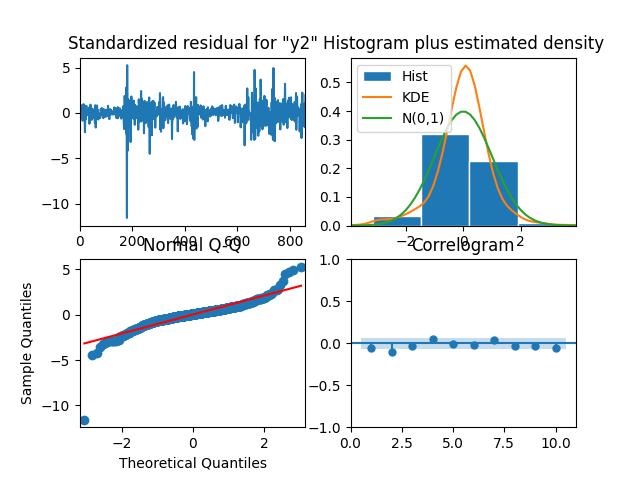 Standardized residual for "y2"
5
0
−5
−10
0 200 400 600 800
Histogram plus estimated density
0.5
0.4
0.3
0.2
0.1
0.0
Hist
KDE
N(0,1)
−2 0 2
Normal Q-Q
Sample Quantiles
5
0
−5
−10
−2 0 2
Theoretical Quantiles
Correlogram
1.0
0.5
0.0
−0.5
−1.0
0.0 2.5 5.0 7.5 10.0